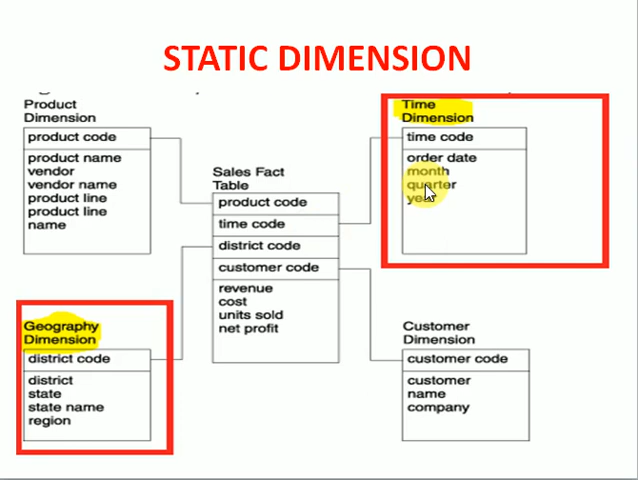 STATIC DIMENSION
Product
Dimension
product code
product name
vendor
vendor name
product line
product line
name
Sales Fact
Table
product code
time code
district code
customer code
revenue
cost
units sold
net profit
Time
Dimension
time code
order date
month
quarter
year
Geography
Dimension
district code
district
state
state name
region
Customer
Dimension
customer code
customer
name
company